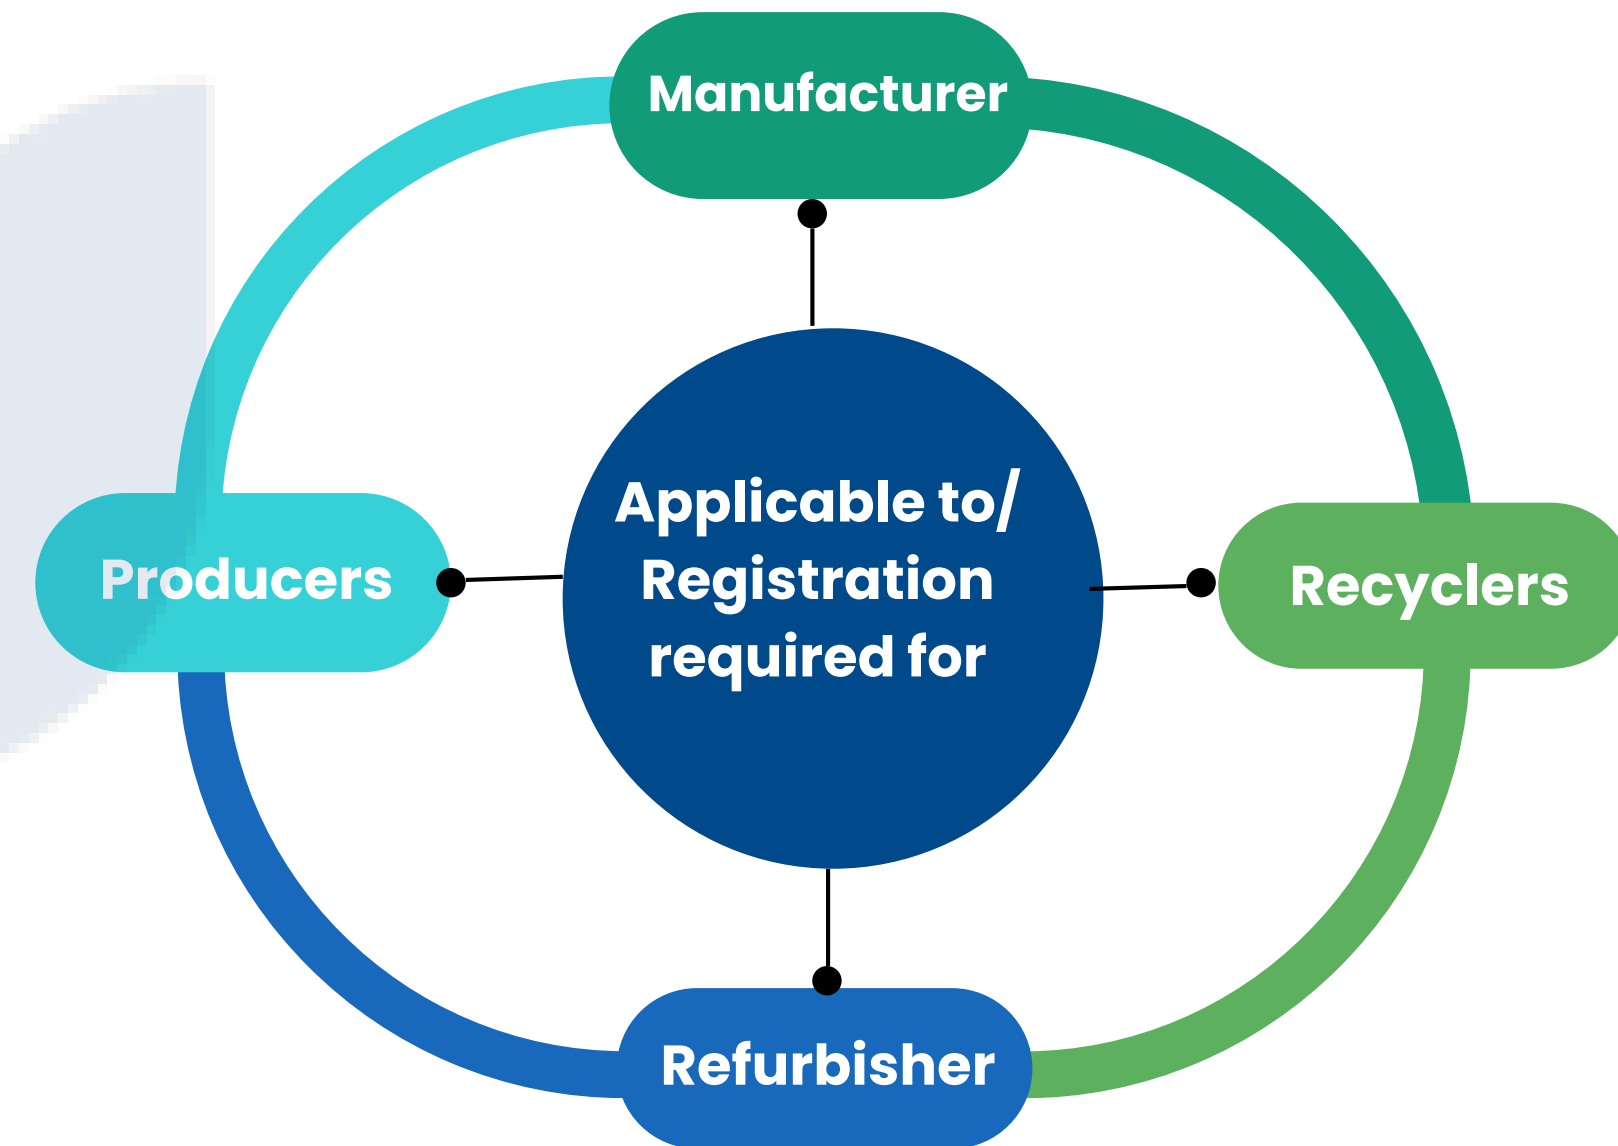 Manufacturer
Applicable to/
Registration
required for
Producers
Recyclers
Refurbisher